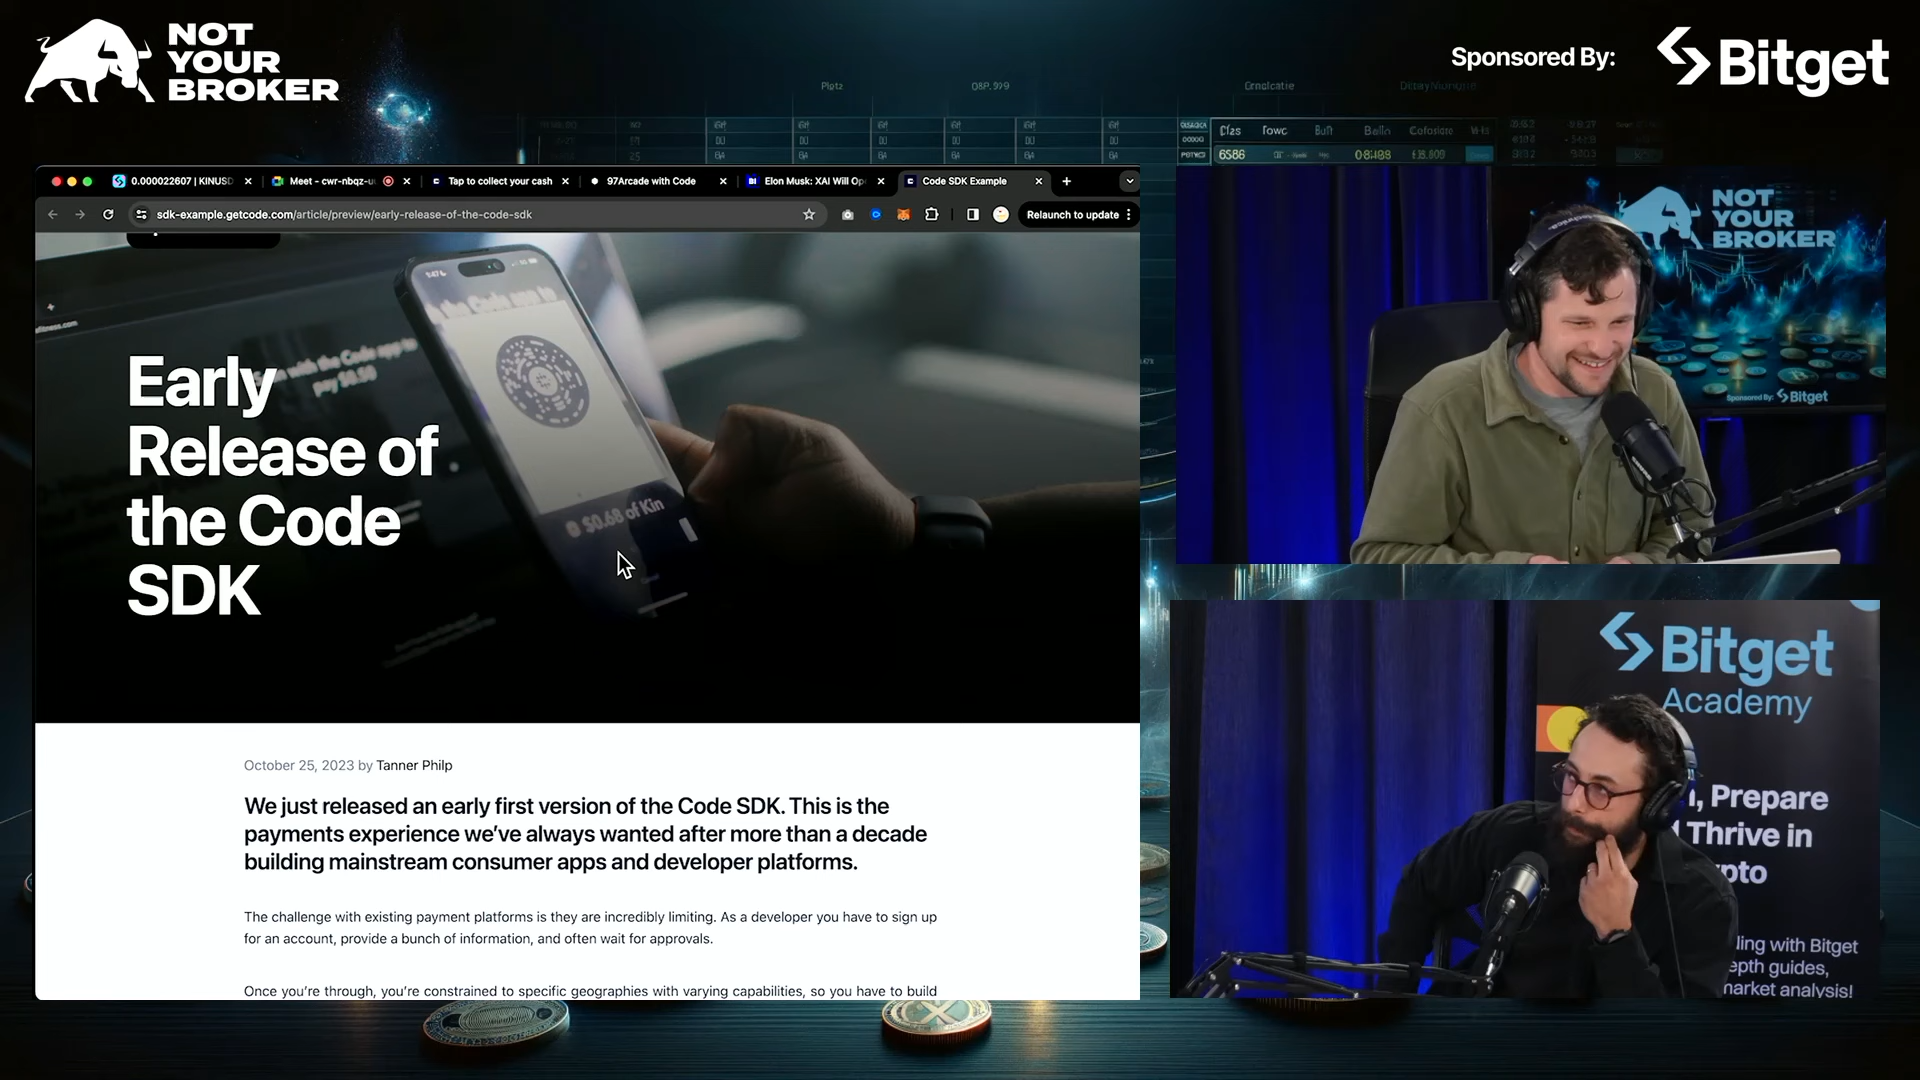 NOT
YOUR
BROKER
Sponsored By:
Bitget
0.000022607 | KINUSD
Meet - cwr-nbqz-u
Tap to collect your cash
97Arcade with Code
Elon Musk: XAI Will Op
Code SDK Example
sdk-example.getcode.com/article/preview/early-release-of-the-code-sdk
Relaunch to update
Early
Release of
the Code
SDK
$0.68 of Kin
October 25, 2023 by Tanner Philp
We just released an early first version of the Code SDK. This is the
payments experience we've always wanted after more than a decade
building mainstream consumer apps and developer platforms.
The challenge with existing payment platforms is they are incredibly limiting. As a developer you have to sign up
for an account, provide a bunch of information, and often wait for approvals.
Once you're through, you're constrained to specific geographies with varying capabilities, so you have to build
NOT
YOUR
BROKER
Sponsored By: Bitget
Bitget
Academy
, Prepare
Thrive in
ling with Bitget
epth guides,
market analysis!